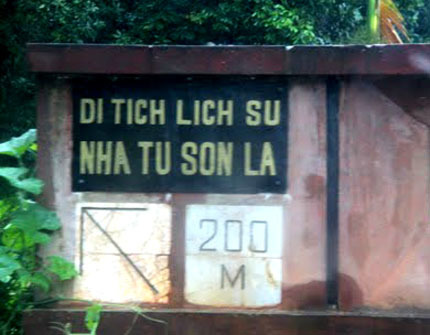 DI TICH LICH SU
NHA TU SON LA
200
M